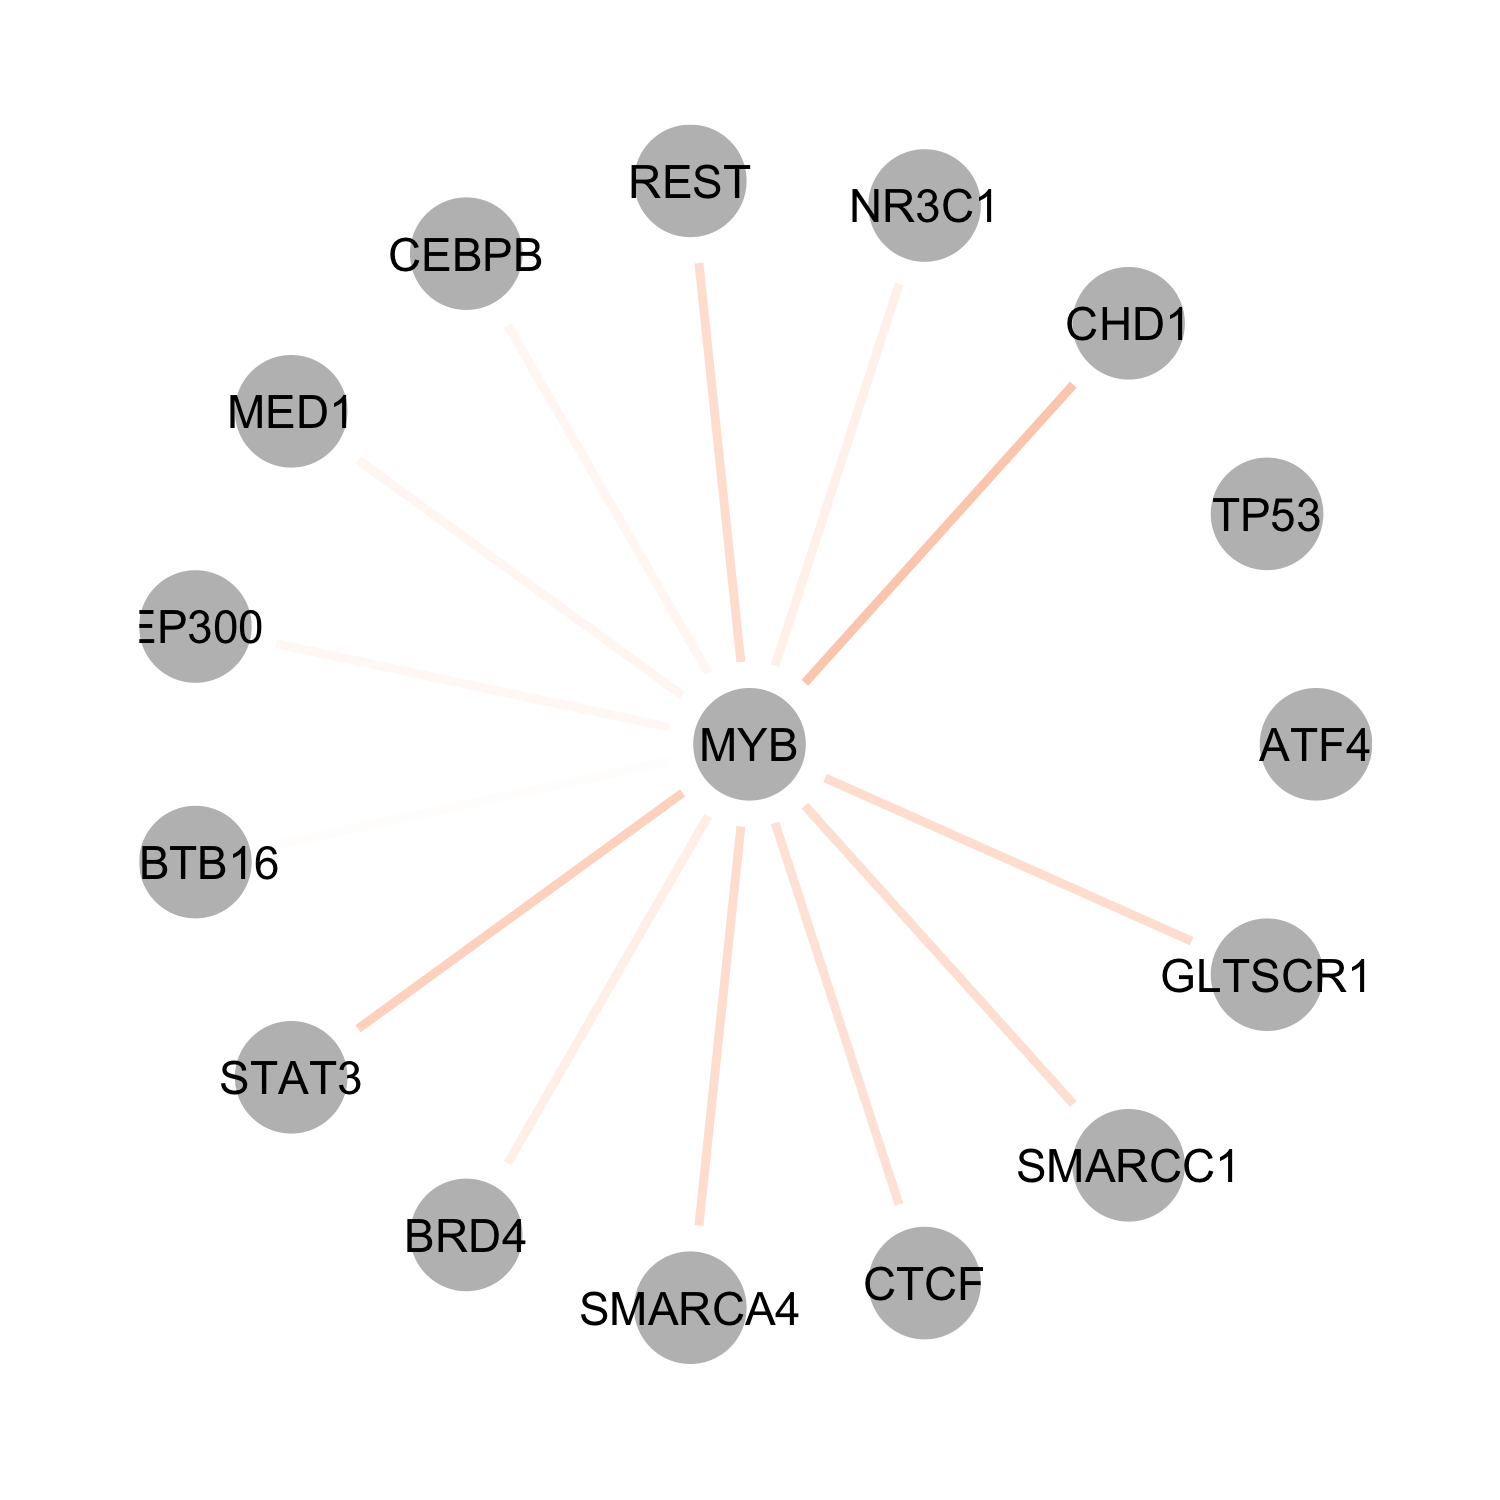 REST
NR3C1
CEBPB
CHD1
MED1
TP53
EP300
MYB
ATF4
BTB16
GLTSCR1
STAT3
SMARCC1
BRD4
CTCF
SMARCA4